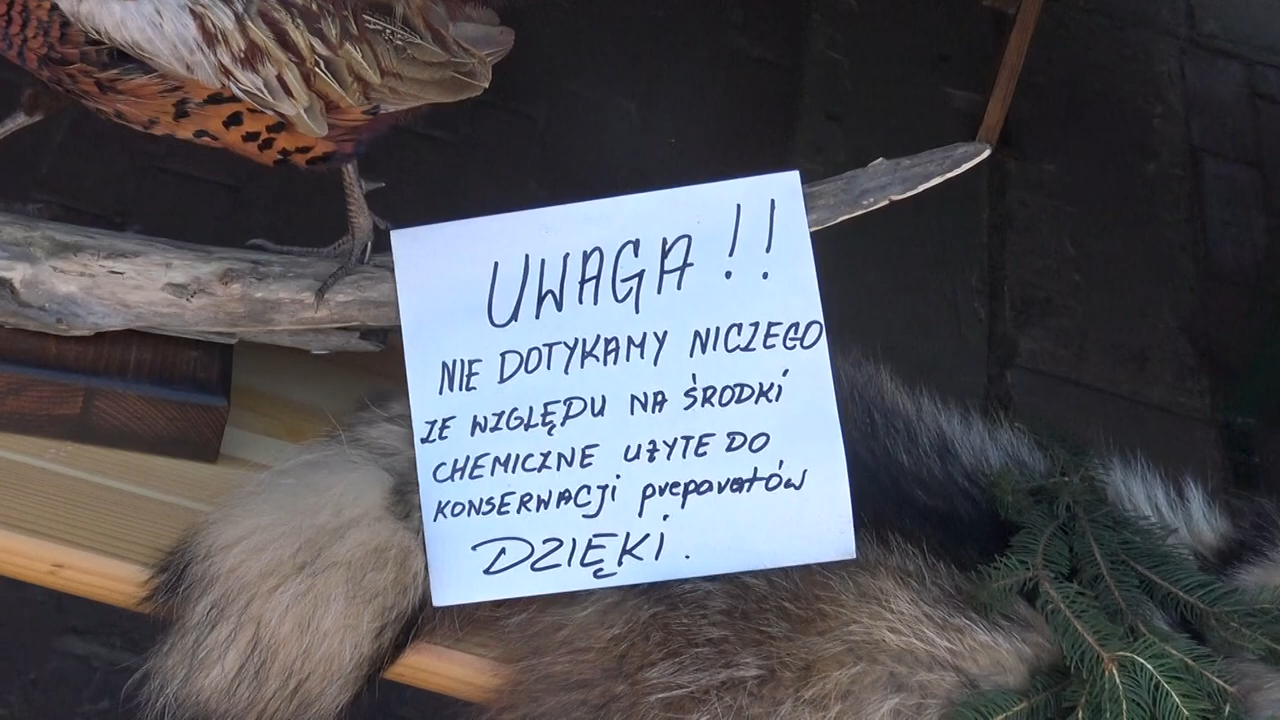 UWAGA!!
NIE DOTYKAMY NICZEGO
ZE WZGLĘDU NA ŚRODKI
CHEMICZNE UŻYTE DO
KONSERWACJI preparatów
DZIĘKI.